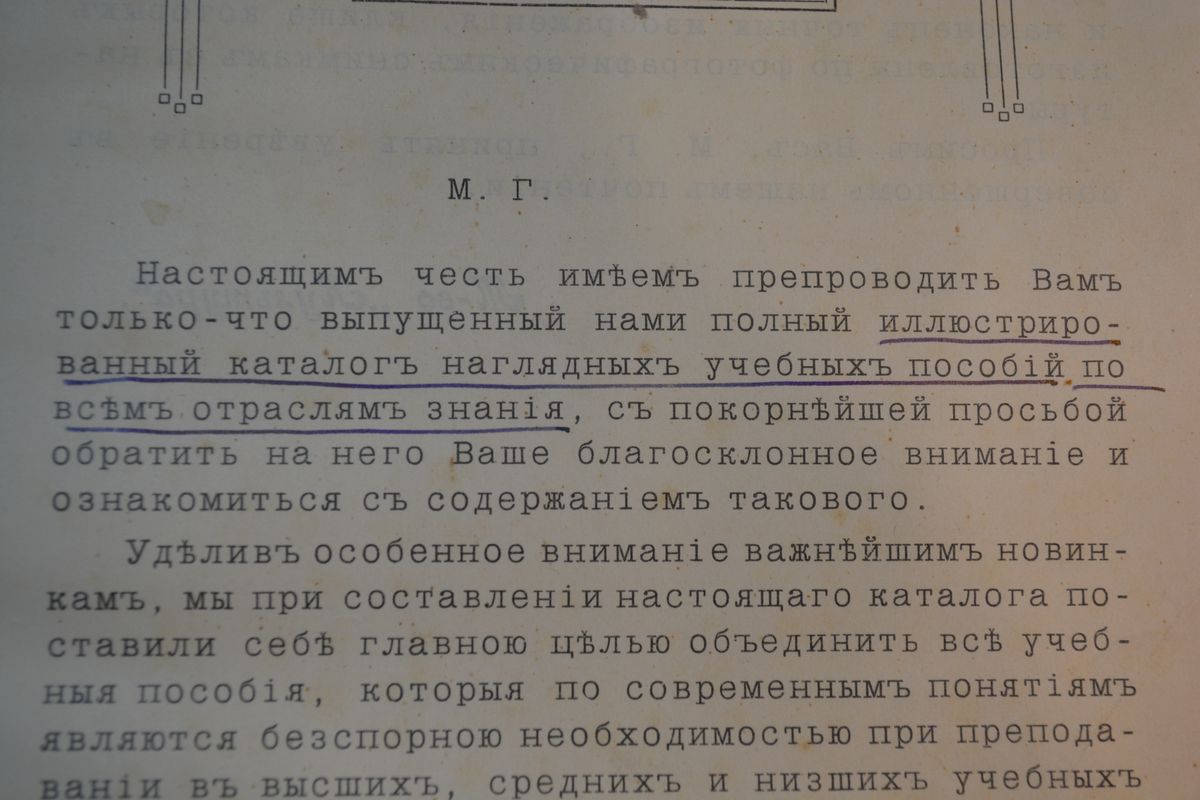 М. Г.
Настоящимъ честь имѣемъ препроводить Вамъ
только-что выпущенный нами полный иллюстриро-
ванный каталогъ наглядныхъ учебныхъ пособій по
всѣмъ отраслямъ знанія, съ покорнѣйшей просьбой
обратить на него Ваше благосклонное вниманіе и
ознакомиться съ содержаніемъ такового.
Удѣливъ особенное вниманіе важнѣйшимъ новин-
камъ, мы при составленіи настоящаго каталога по-
ставили себѣ главною цѣлью объединить всѣ учеб-
ныя пособія, которыя по современнымъ понятіямъ
являются безспорною необходимостью при препода-
ваніи въ высшихъ, среднихъ и низшихъ учебныхъ